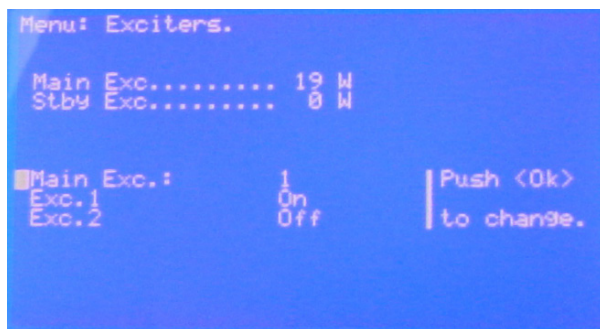 Menu: Exciters.
Main Exc......... 19 W
Stby Exc......... 0 W
Main Exc.: 1
Exc.1 On
Exc.2 Off
Push <Ok>
to change.